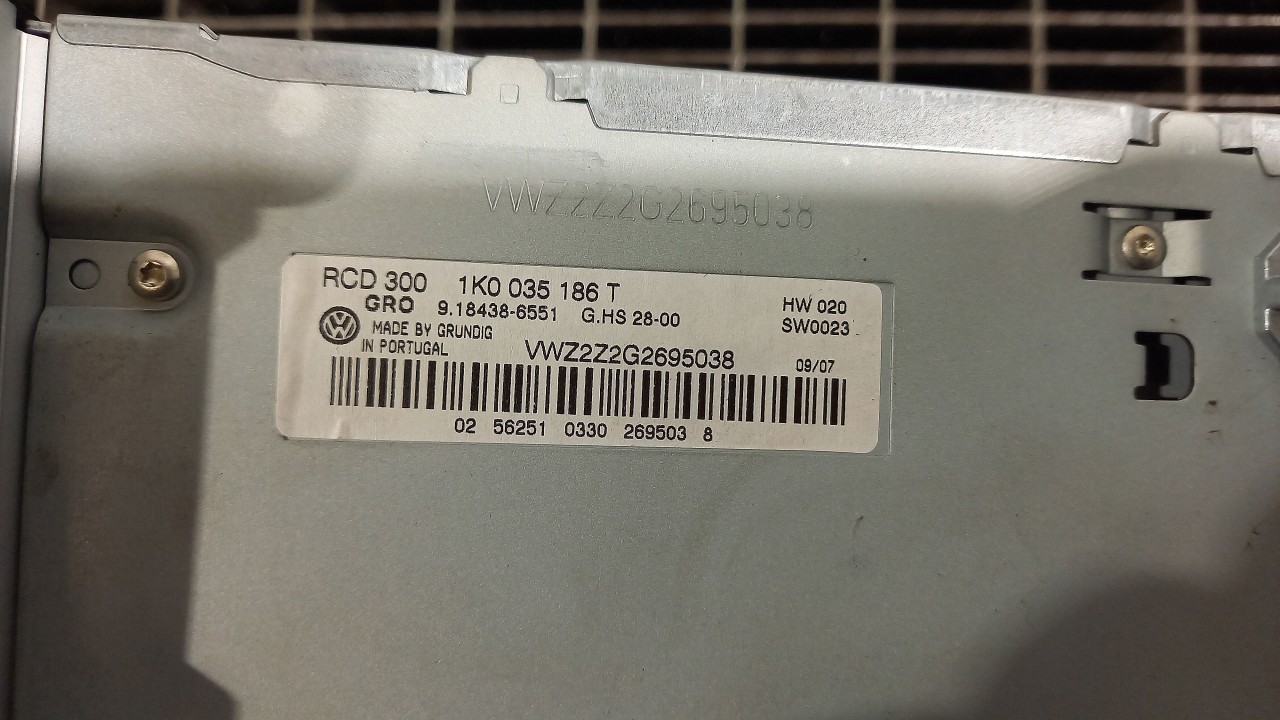 VWZ2Z2G2695038
RCD 300 1K0 035 186 T
GRO 9.18438-6551 G.HS 28-00
HW 020
SW0023
MADE BY GRUNDIG
IN PORTUGAL
VWZ2Z2G2695038
09/07
02 56251 0330 269503 8